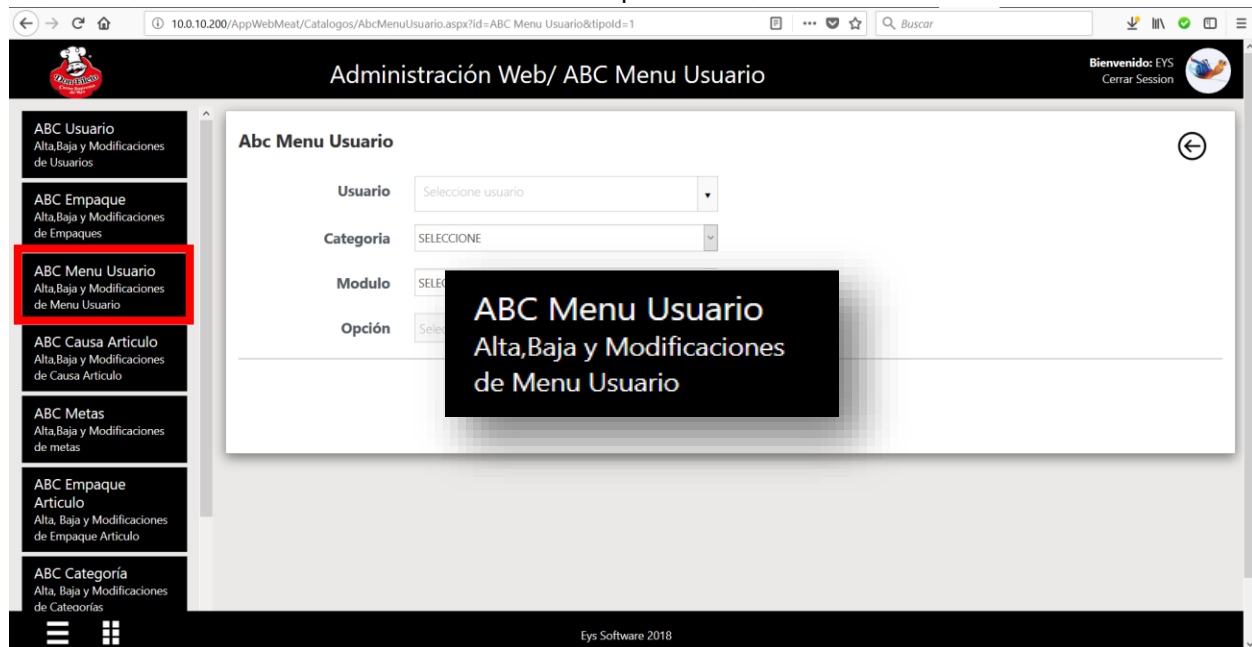 10.0.10.200/AppWebMeat/Catalogos/AbcMenuUsuario.aspx?id=ABC Menu Usuario&tipoId=1
Buscar
Don Fileto
Administración Web/ ABC Menu Usuario
Bienvenido: EYS
Cerrar Session
ABC Usuario
Alta,Baja y Modificaciones
de Usuarios
ABC Empaque
Alta,Baja y Modificaciones
de Empaques
ABC Menu Usuario
Alta,Baja y Modificaciones
de Menu Usuario
ABC Causa Articulo
Alta,Baja y Modificaciones
de Causa Articulo
ABC Metas
Alta,Baja y Modificaciones
de metas
ABC Empaque
Articulo
Alta, Baja y Modificaciones
de Empaque Articulo
ABC Categoría
Alta, Baja y Modificaciones
de Categorías
Abc Menu Usuario
Usuario
Seleccione usuario
Categoria
SELECCIONE
Modulo
Opción
ABC Menu Usuario
Alta,Baja y Modificaciones
de Menu Usuario
Eys Software 2018